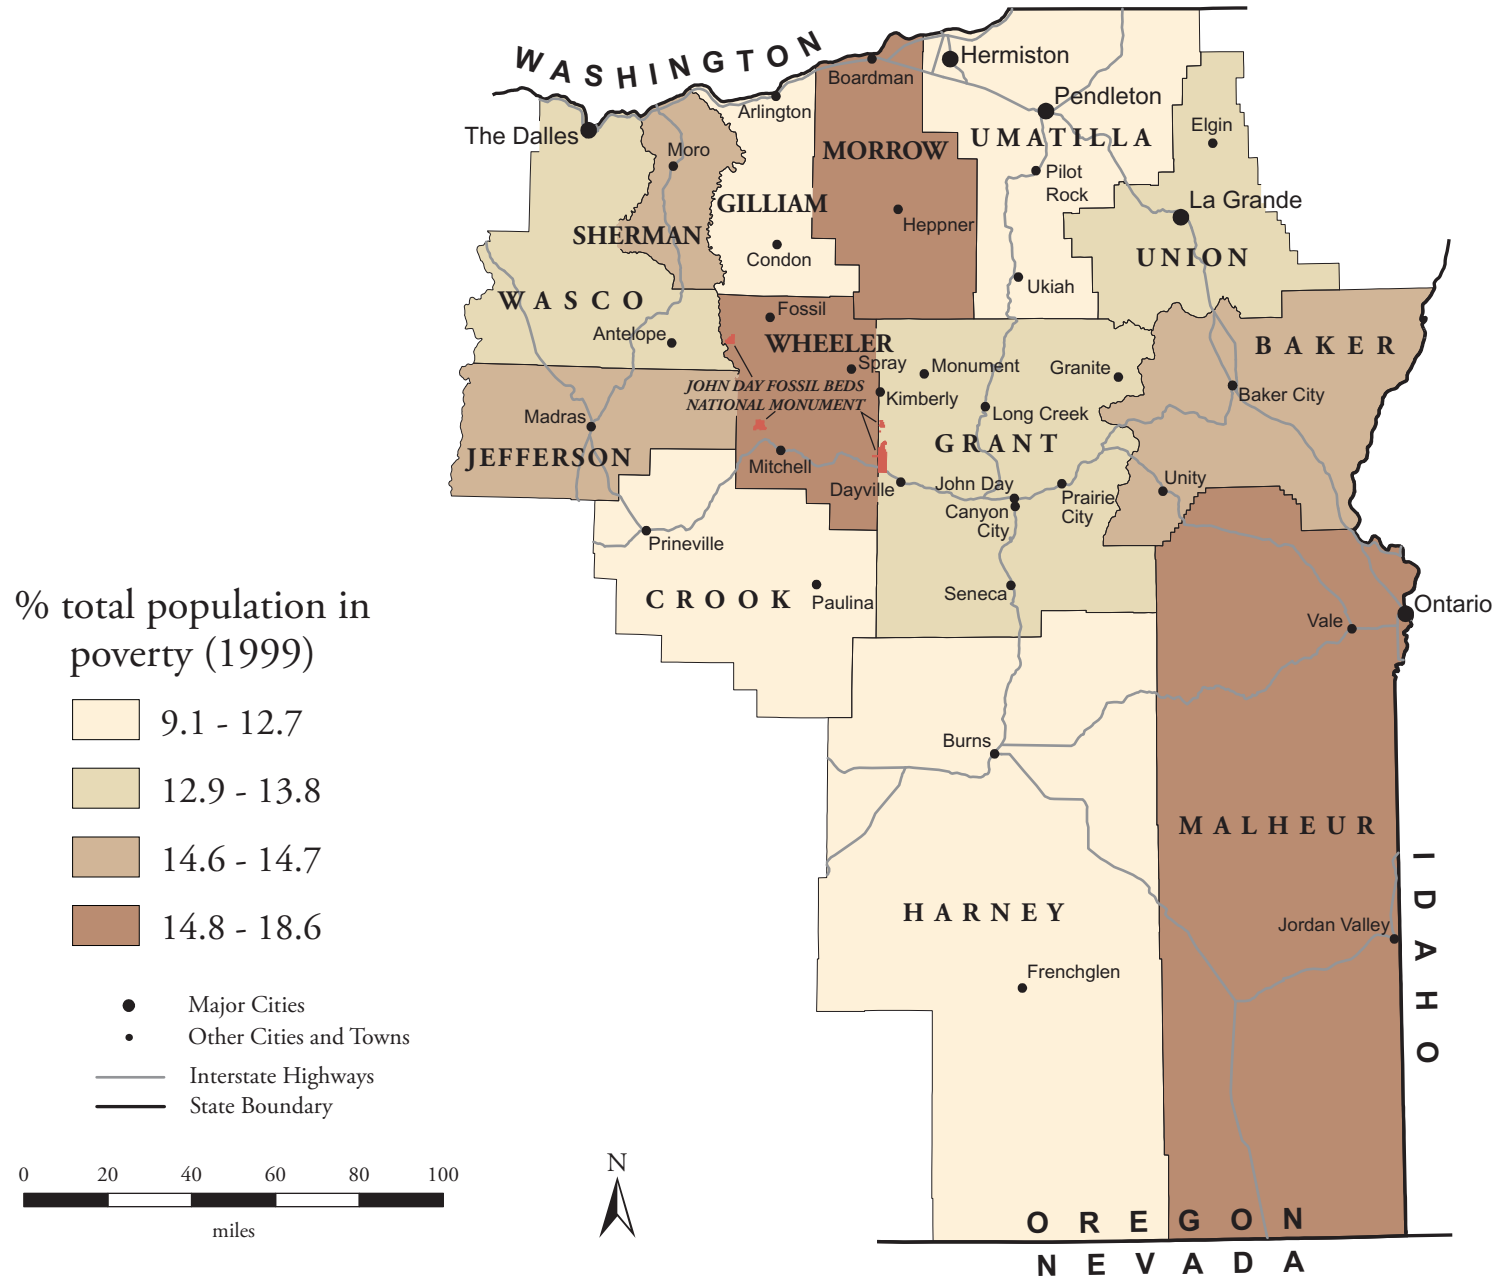 WASHINGTON
Hermiston
Boardman
Pendleton
Arlington
The Dalles
UMATILLA
Elgin
Moro
MORROW
Pilot
Rock
La Grande
GILLIAM
Heppner
SHERMAN
Condon
UNION
Ukiah
WASCO
Fossil
Antelope
WHEELER
BAKER
Spray
Monument
Granite
JOHN DAY FOSSIL BEDS
NATIONAL MONUMENT
Kimberly
Baker City
Long Creek
Madras
GRANT
JEFFERSON
Mitchell
Dayville
John Day
Canyon
City
Prairie
City
Unity
Prineville
CROOK
Paulina
Seneca
Ontario
Vale
Burns
MALHEUR
HARNEY
Jordan Valley
Frenchglen
IDAHO
OREGON
NEVADA
% total population in
poverty (1999)
9.1 - 12.7
12.9 - 13.8
14.6 - 14.7
14.8 - 18.6
Major Cities
Other Cities and Towns
Interstate Highways
State Boundary
0 20 40 60 80 100
miles
N